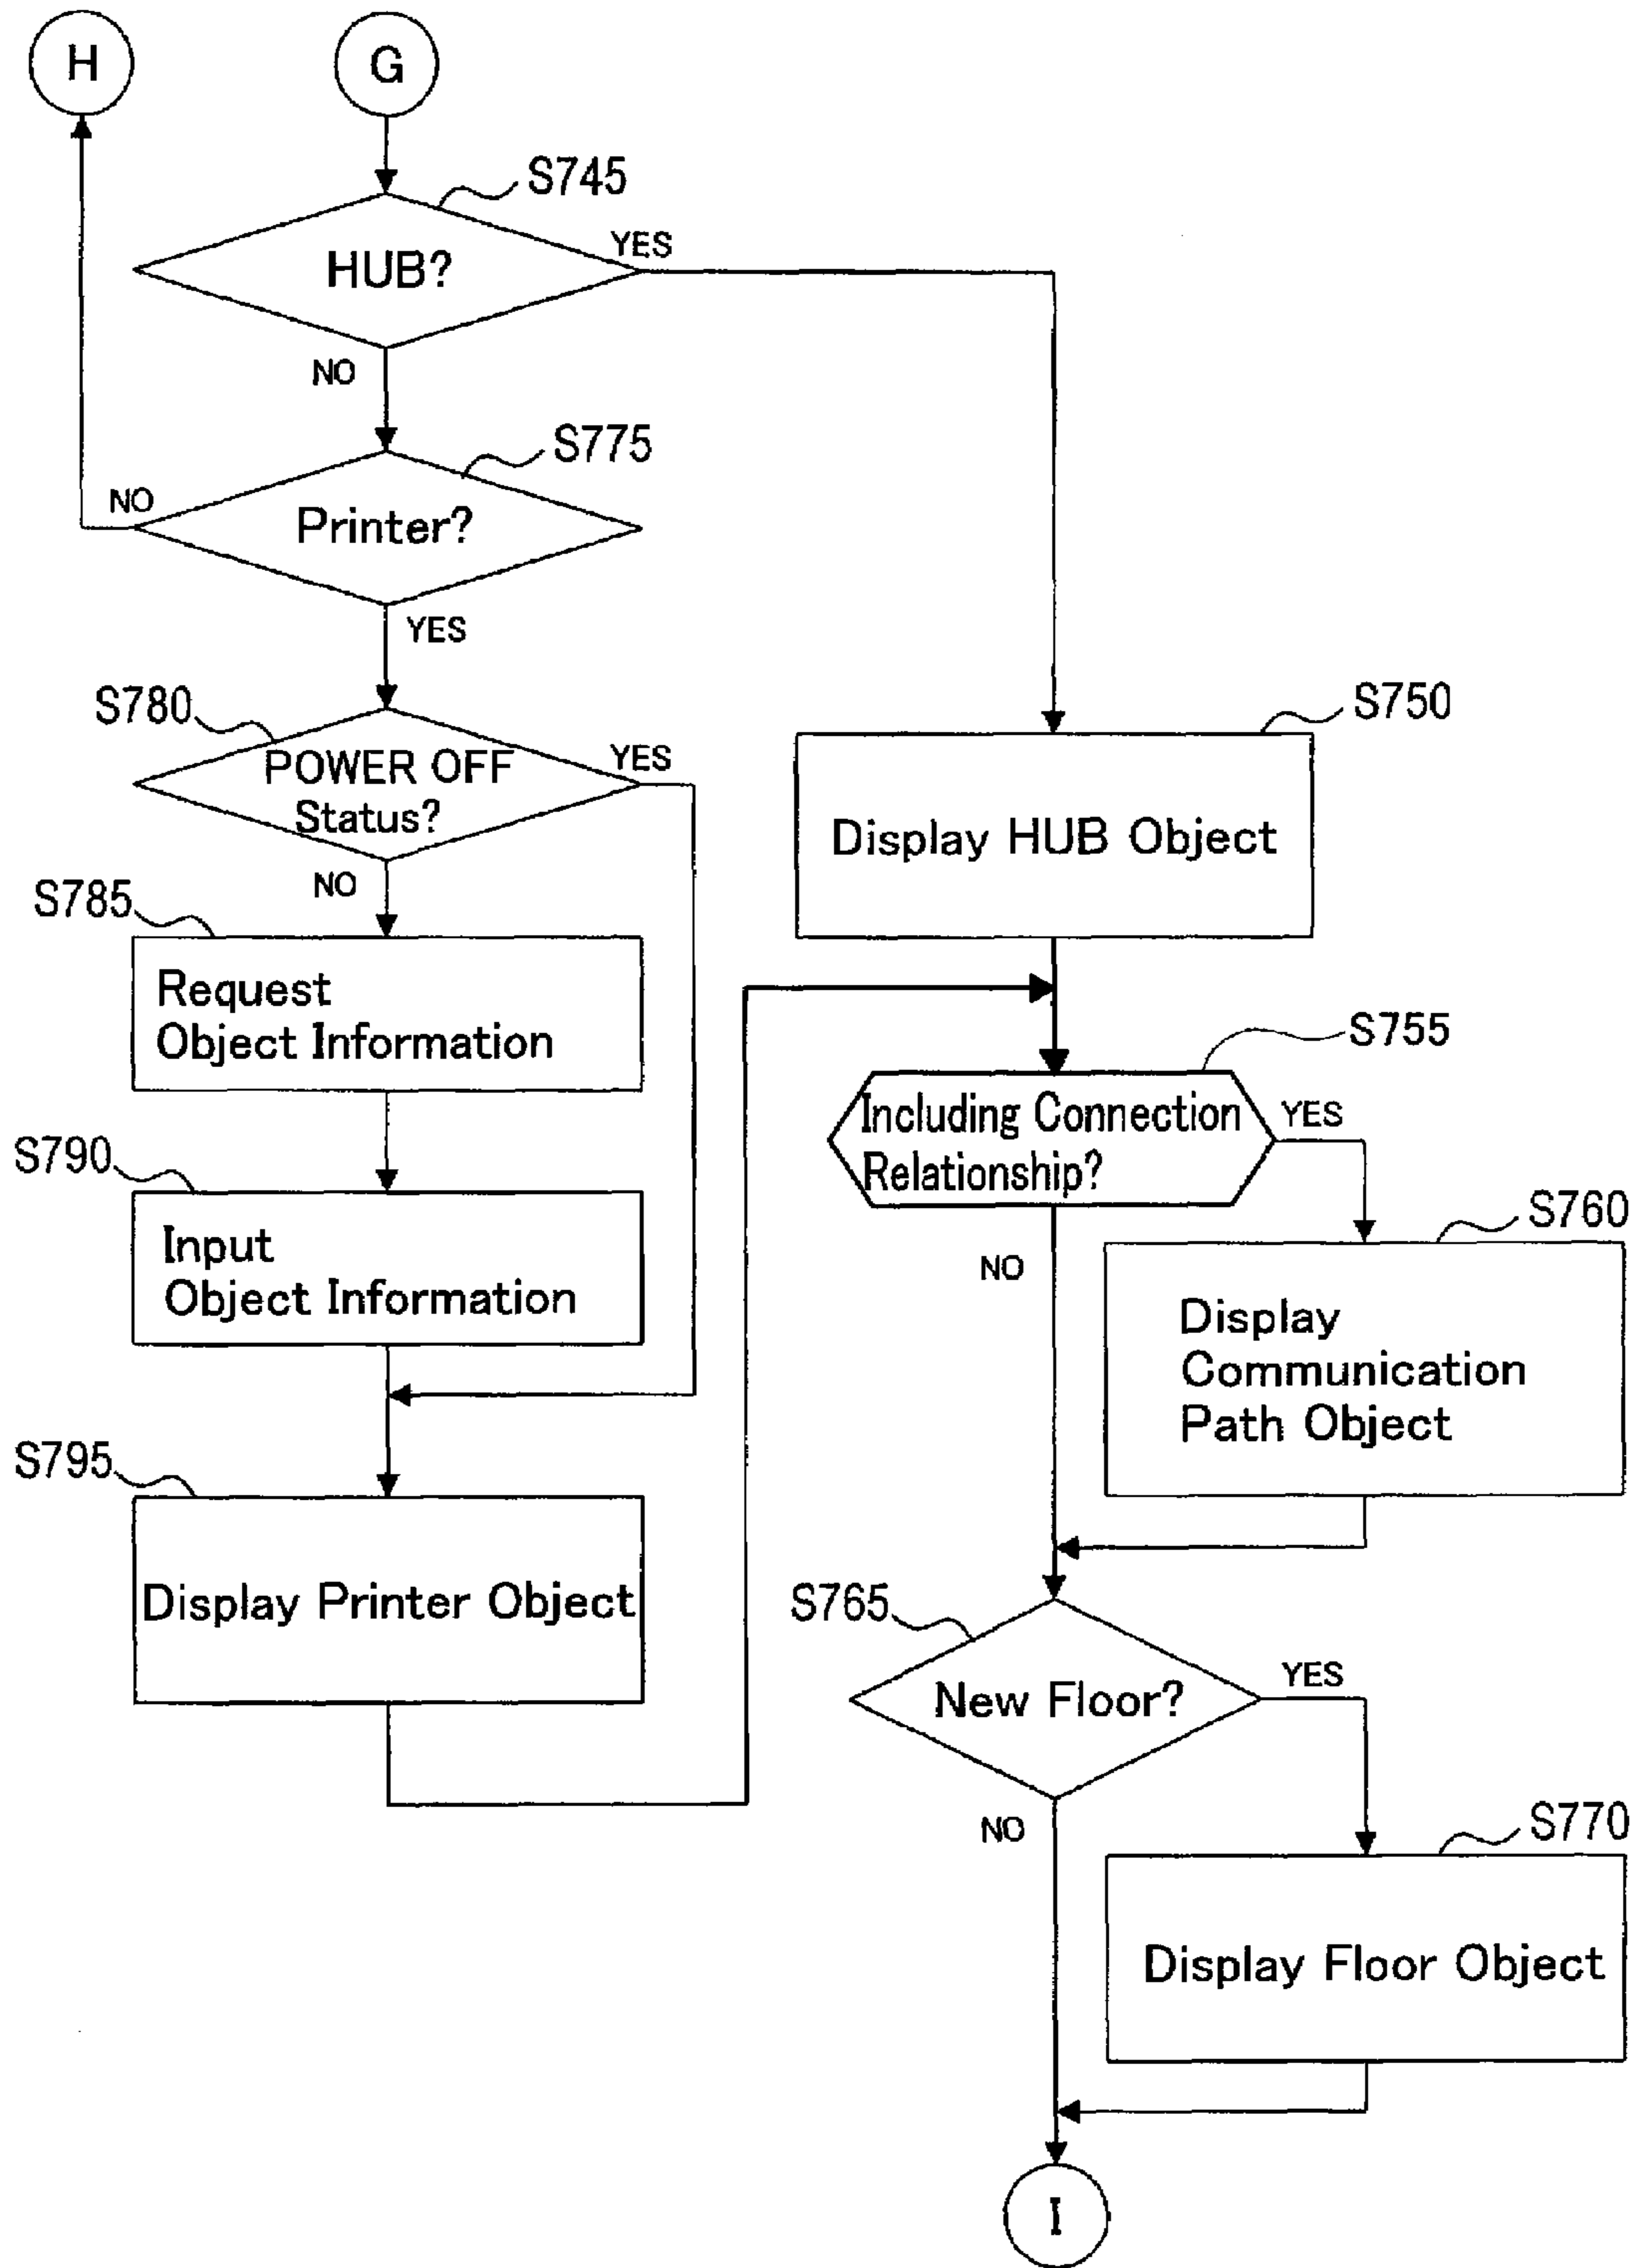 H
G
S745
HUB?
YES
NO
S775
NO
Printer?
YES
S780
POWER OFF
Status?
YES
NO
S785
Request
Object Information
S790
Input
Object Information
S795
Display Printer Object
S750
Display HUB Object
S755
Including Connection
Relationship?
YES
NO
S760
Display
Communication
Path Object
S765
New Floor?
YES
NO
S770
Display Floor Object
I